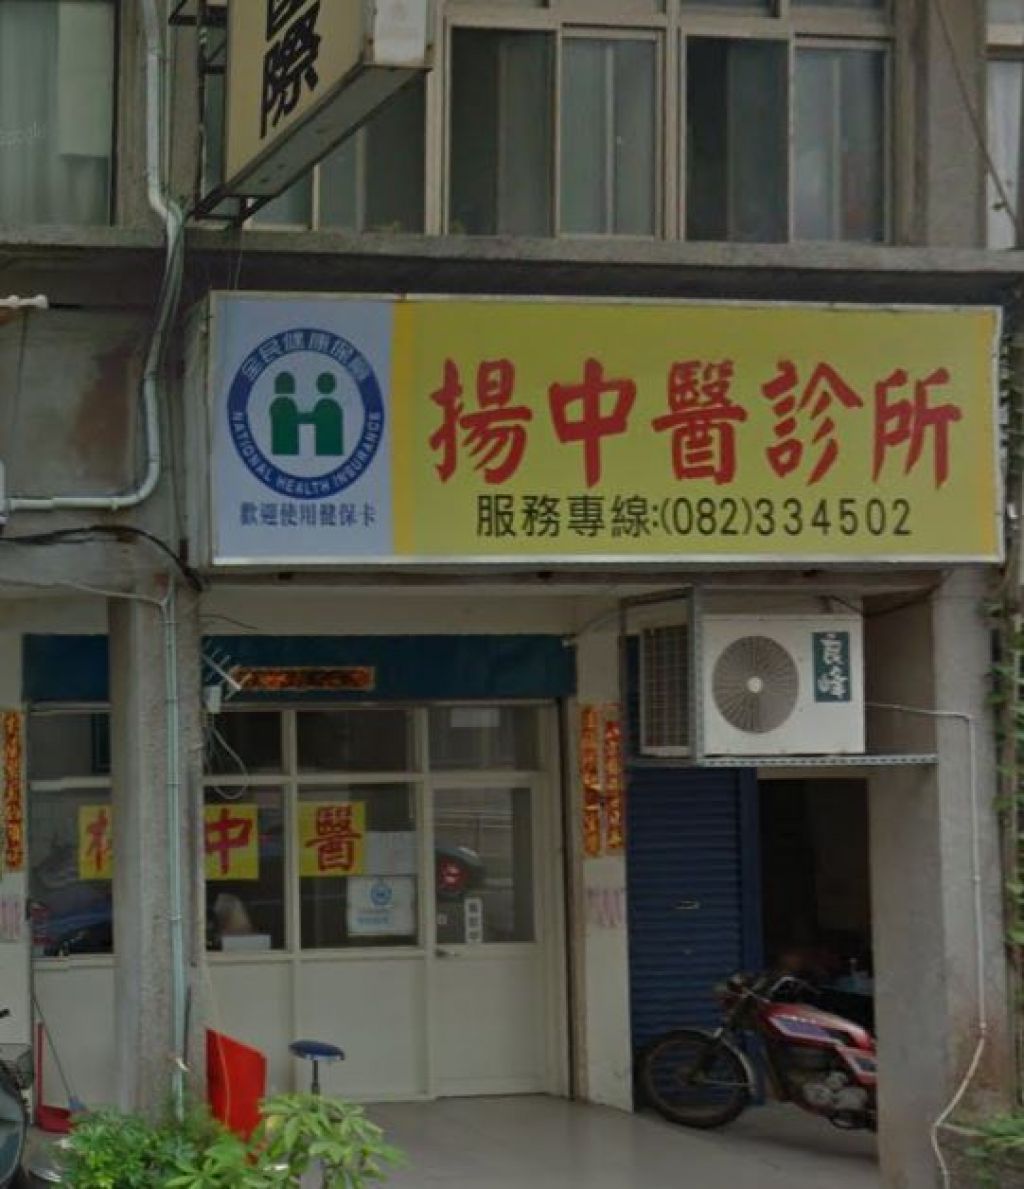 際
全民健康保險
NATIONAL HEALTH INSURANCE
歡迎使用健保卡
揚中醫診所
服務專線:(082)334502
良峰
中 醫